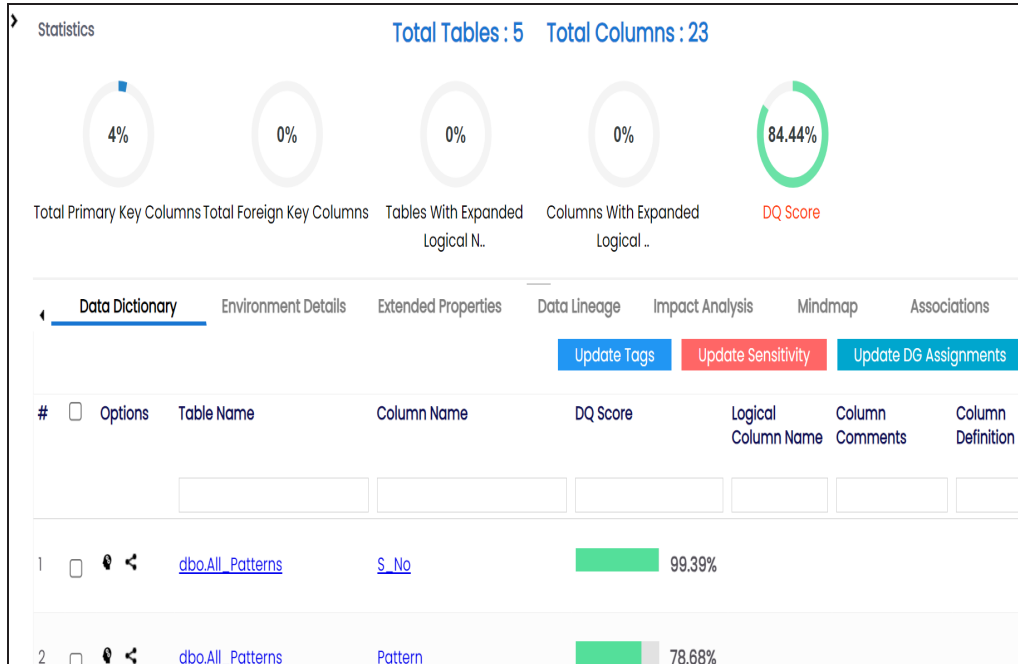 Statistics
Total Tables : 5 Total Columns : 23
4% 0% 0% 0% 84.44%
Total Primary Key Columns Total Foreign Key Columns Tables With Expanded Columns With Expanded DQ Score
Logical N.. Logical ..
Data Dictionary Environment Details Extended Properties Data Lineage Impact Analysis Mindmap Associations
Update Tags Update Sensitivity Update DG Assignments
# Options Table Name Column Name DQ Score Logical Column Column
Column Name Comments Definition
1 dbo.All_Patterns S_No 99.39%
2 dbo.All_Patterns Pattern 78.68%